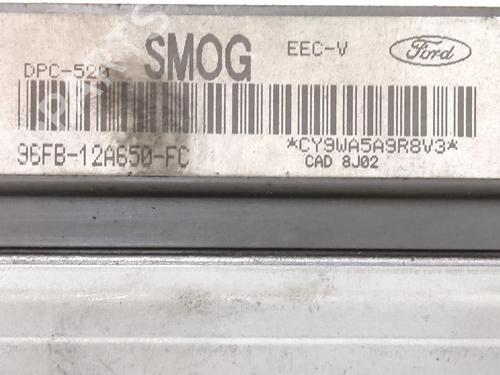 DPC-520 SMOG EEC-V Ford
96FB-12A650-FC *CY9WA5A9R8V3*
CAD 8J02